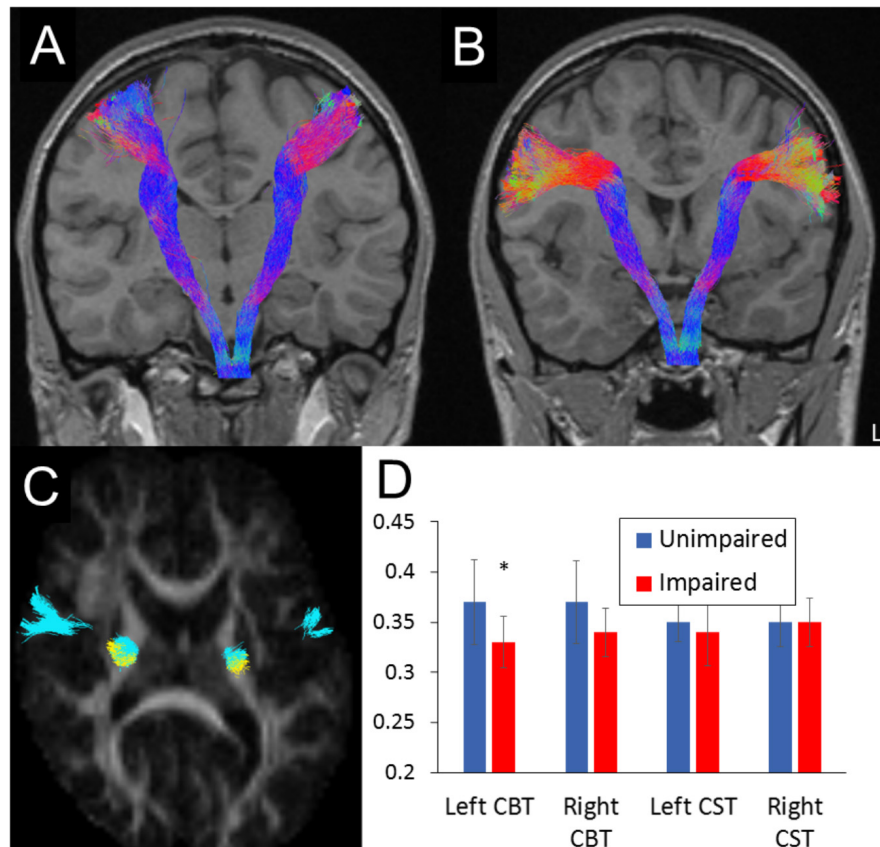 A
B
L
C
D
0.45
0.4
0.35
0.3
0.25
0.2
Unimpaired
Impaired
*
Left CBT
Right
CBT
Left CST
Right
CST